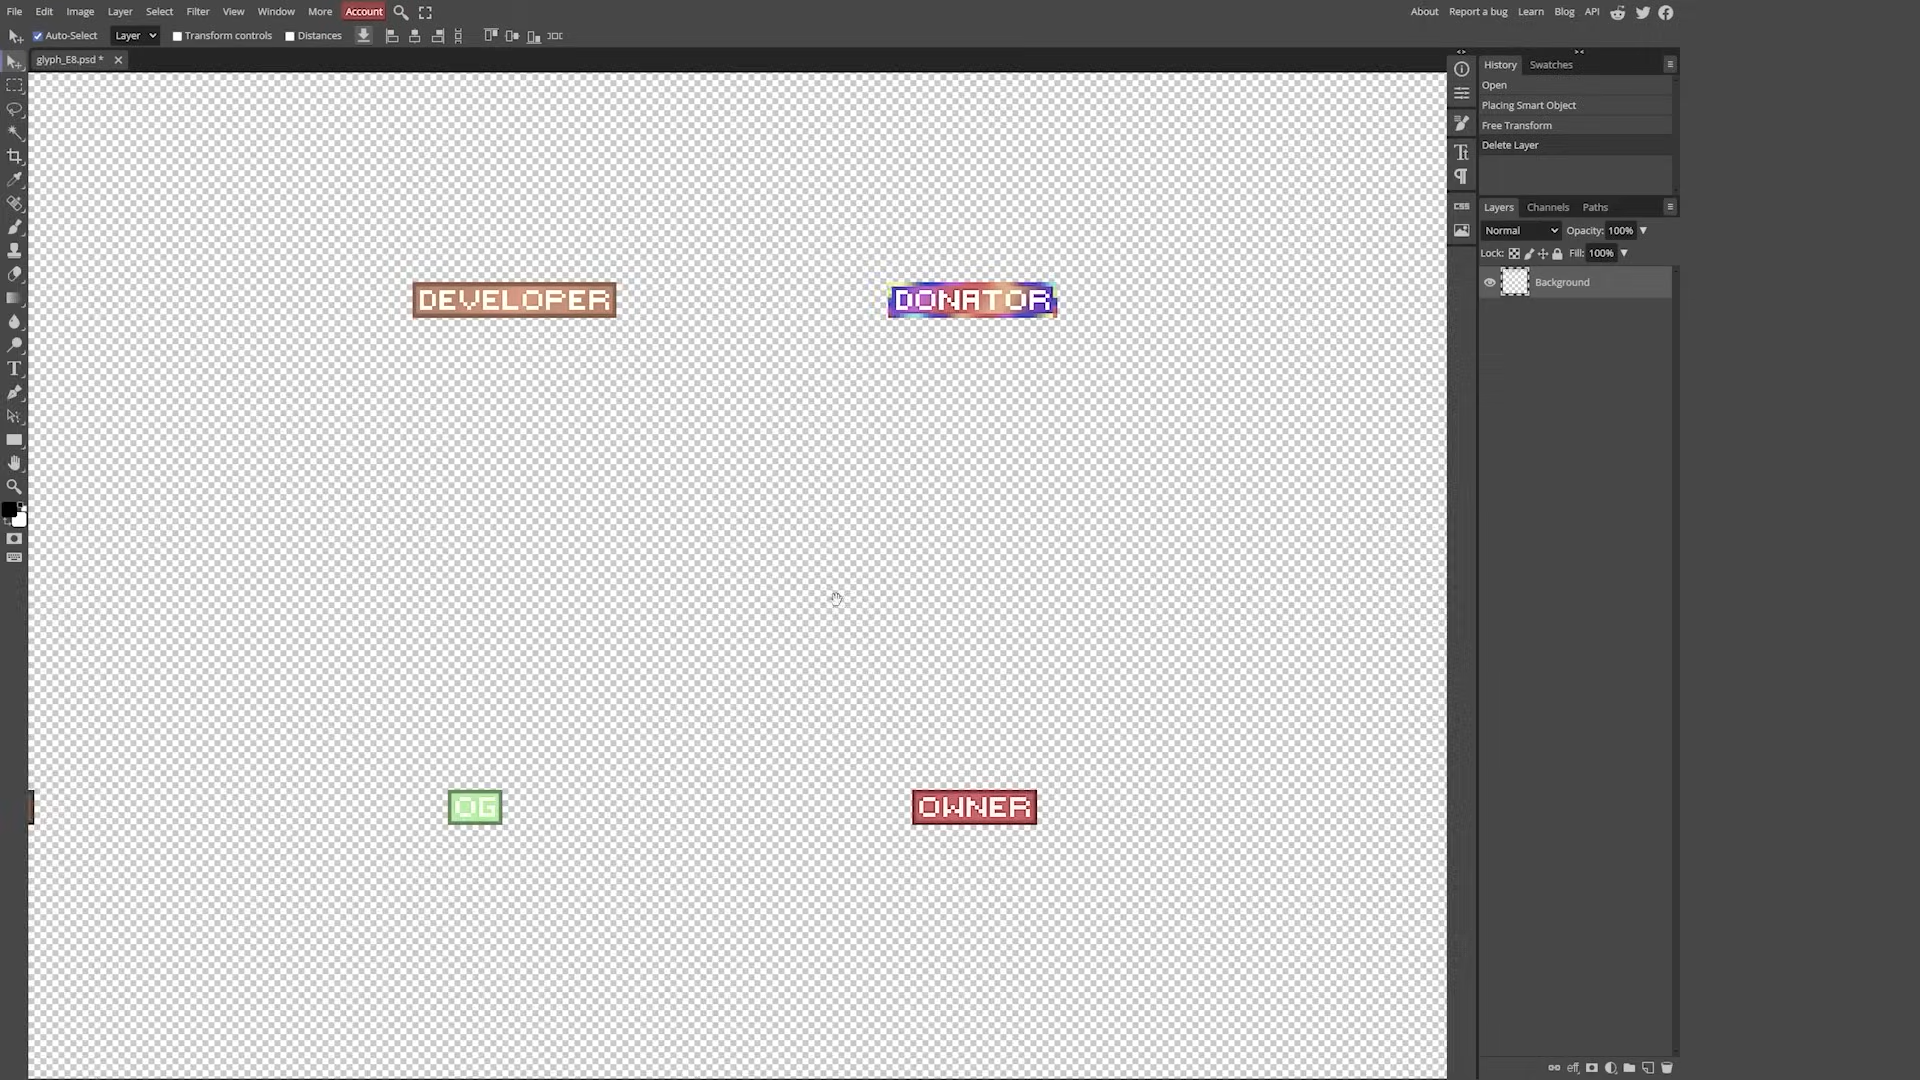 File Edit Image Layer Select Filter View Window More Account About Report a bug Learn Blog API
Auto-Select Layer Transform controls Distances
glyph_E8.psd *
History Swatches
Open
Placing Smart Object
Free Transform
Delete Layer
Layers Channels Paths
Normal Opacity: 100%
Lock: Fill: 100%
Background
CSS
DEVELOPER DONATOR
OG OWNER
eff